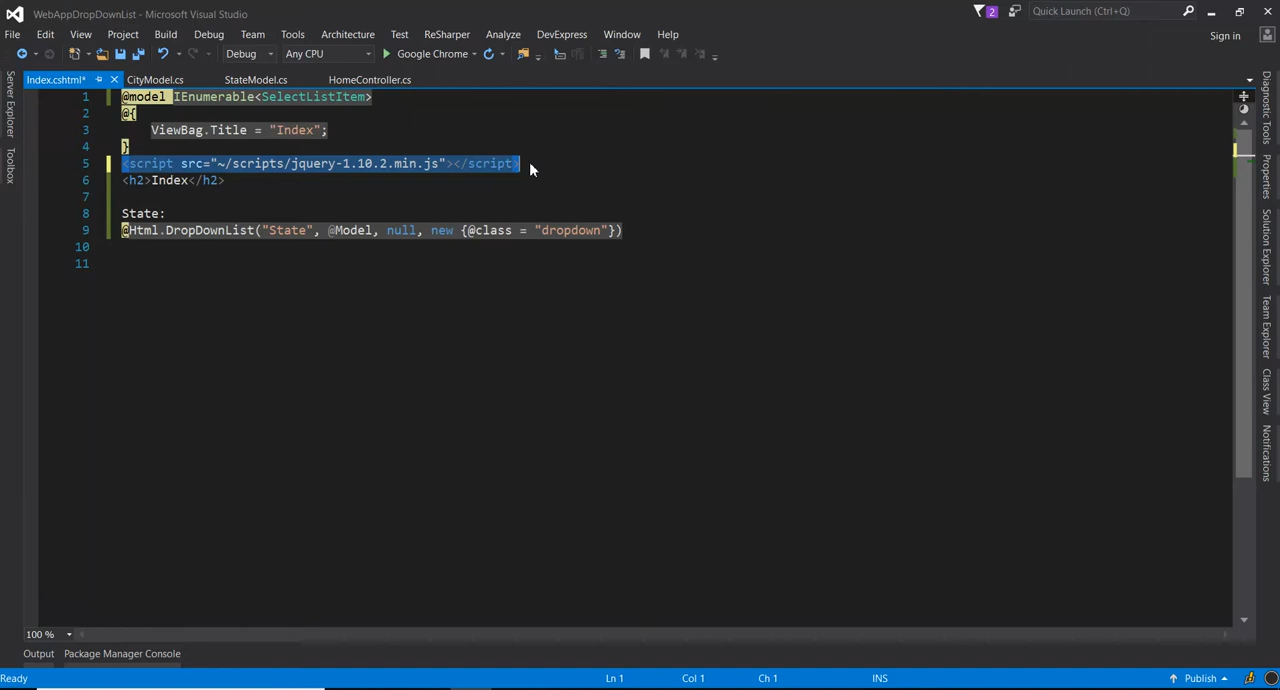 WebAppDropDownList - Microsoft Visual Studio
2
Quick Launch (Ctrl+Q)
File Edit View Project Build Debug Team Tools Architecture Test ReSharper Analyze DevExpress Window Help
Sign in
Debug Any CPU Google Chrome
Index.cshtml* CityModel.cs StateModel.cs HomeController.cs
1 @model IEnumerable<SelectListItem>
2 @{
3 ViewBag.Title = "Index";
4 }
5 <script src="~/scripts/jquery-1.10.2.min.js"></script>
6 <h2>Index</h2>
7
8 State:
9 @Html.DropDownList("State", @Model, null, new {@class = "dropdown"})
10
11
Server Explorer
Toolbox
Diagnostic Tools
Properties
Solution Explorer
Team Explorer
Class View
Notifications
100 %
Output Package Manager Console
Ready Ln 1 Col 1 Ch 1 INS Publish